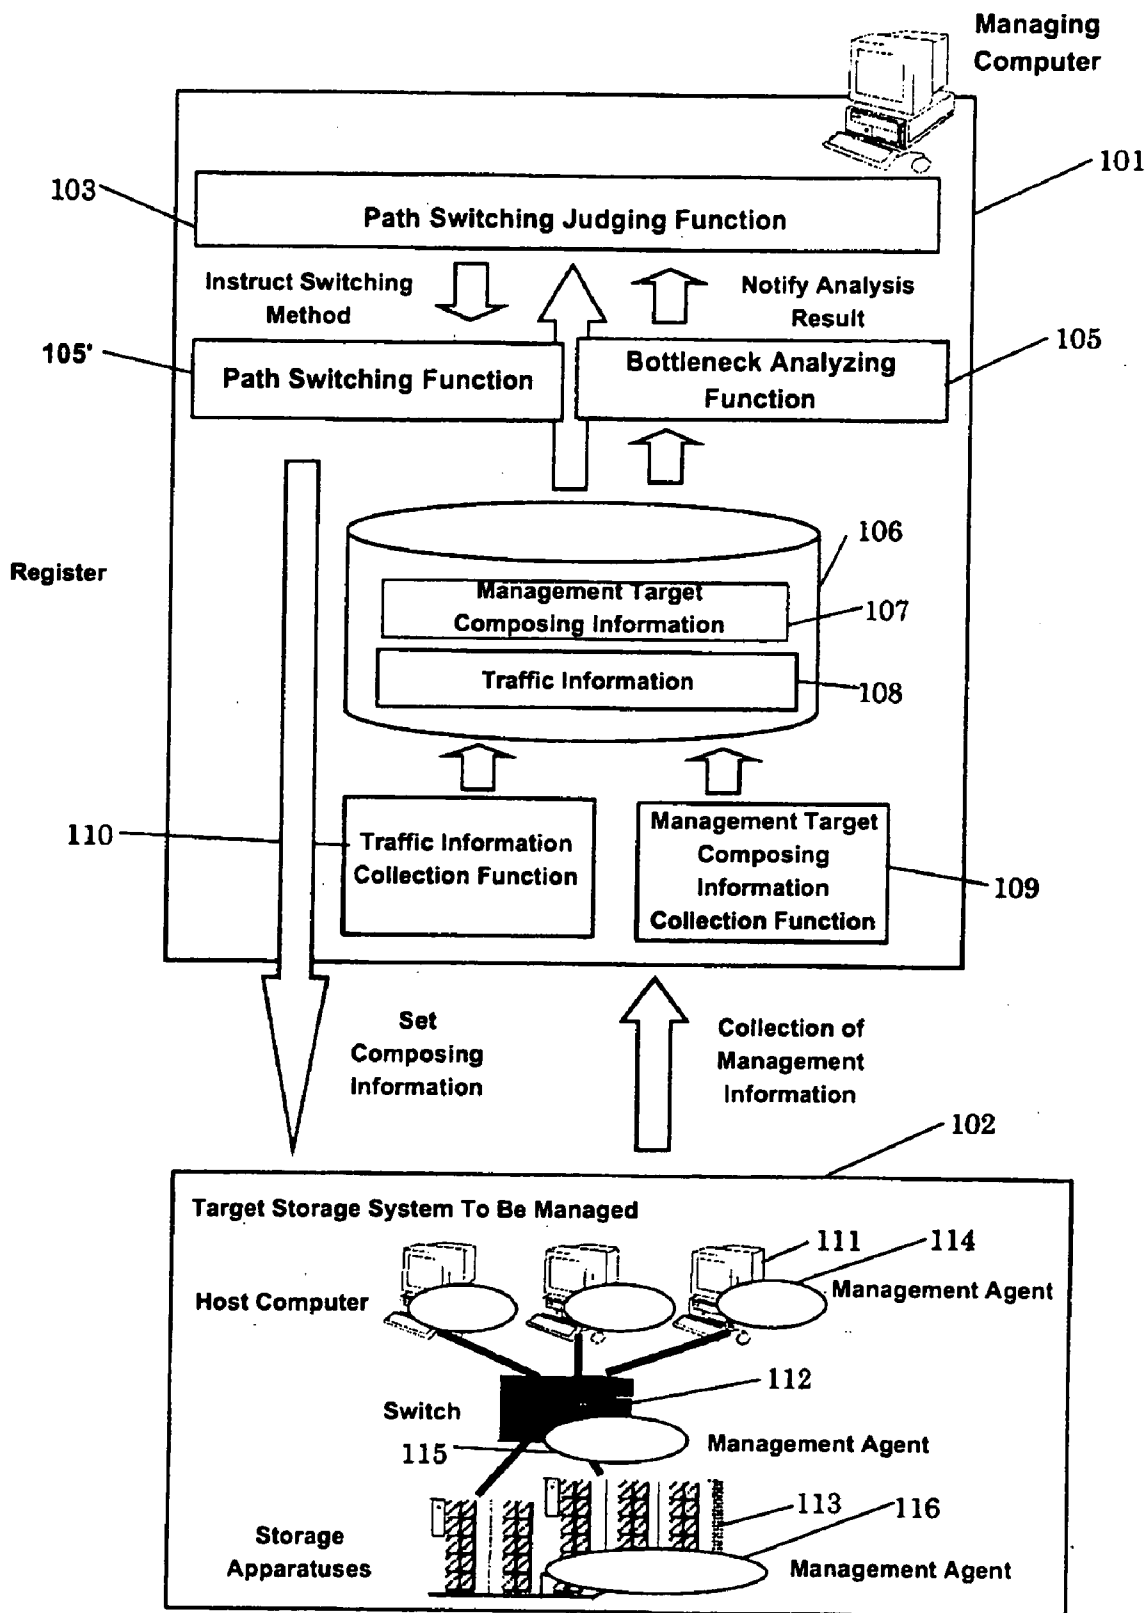 Managing
Computer
101
103
Path Switching Judging Function
Instruct Switching
Method
Notify Analysis
Result
105'
Path Switching Function
Bottleneck Analyzing
Function
105
Register
106
Management Target
Composing Information
107
Traffic Information
108
110
Traffic Information
Collection Function
Management Target
Composing
Information
Collection Function
109
Set
Composing
Information
Collection of
Management
Information
102
Target Storage System To Be Managed
111
114
Host Computer
Management Agent
112
Switch
115
Management Agent
113
116
Storage
Apparatuses
Management Agent